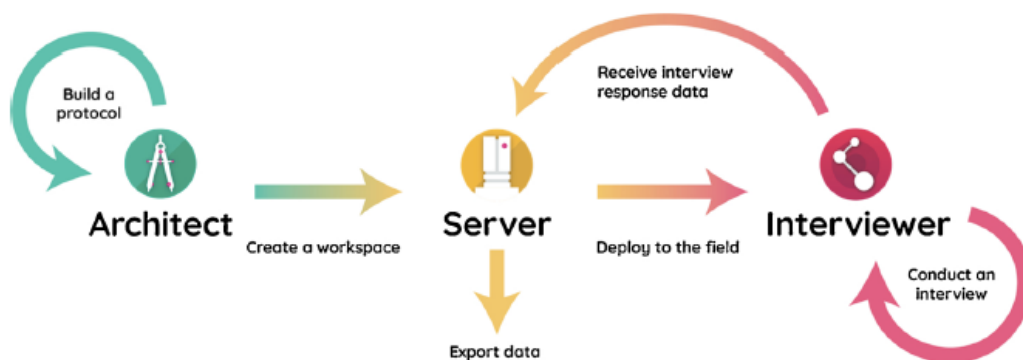 Build a
protocol
Architect
Create a workspace
Receive interview
response data
Server
Export data
Deploy to the field
Interviewer
Conduct an
interview